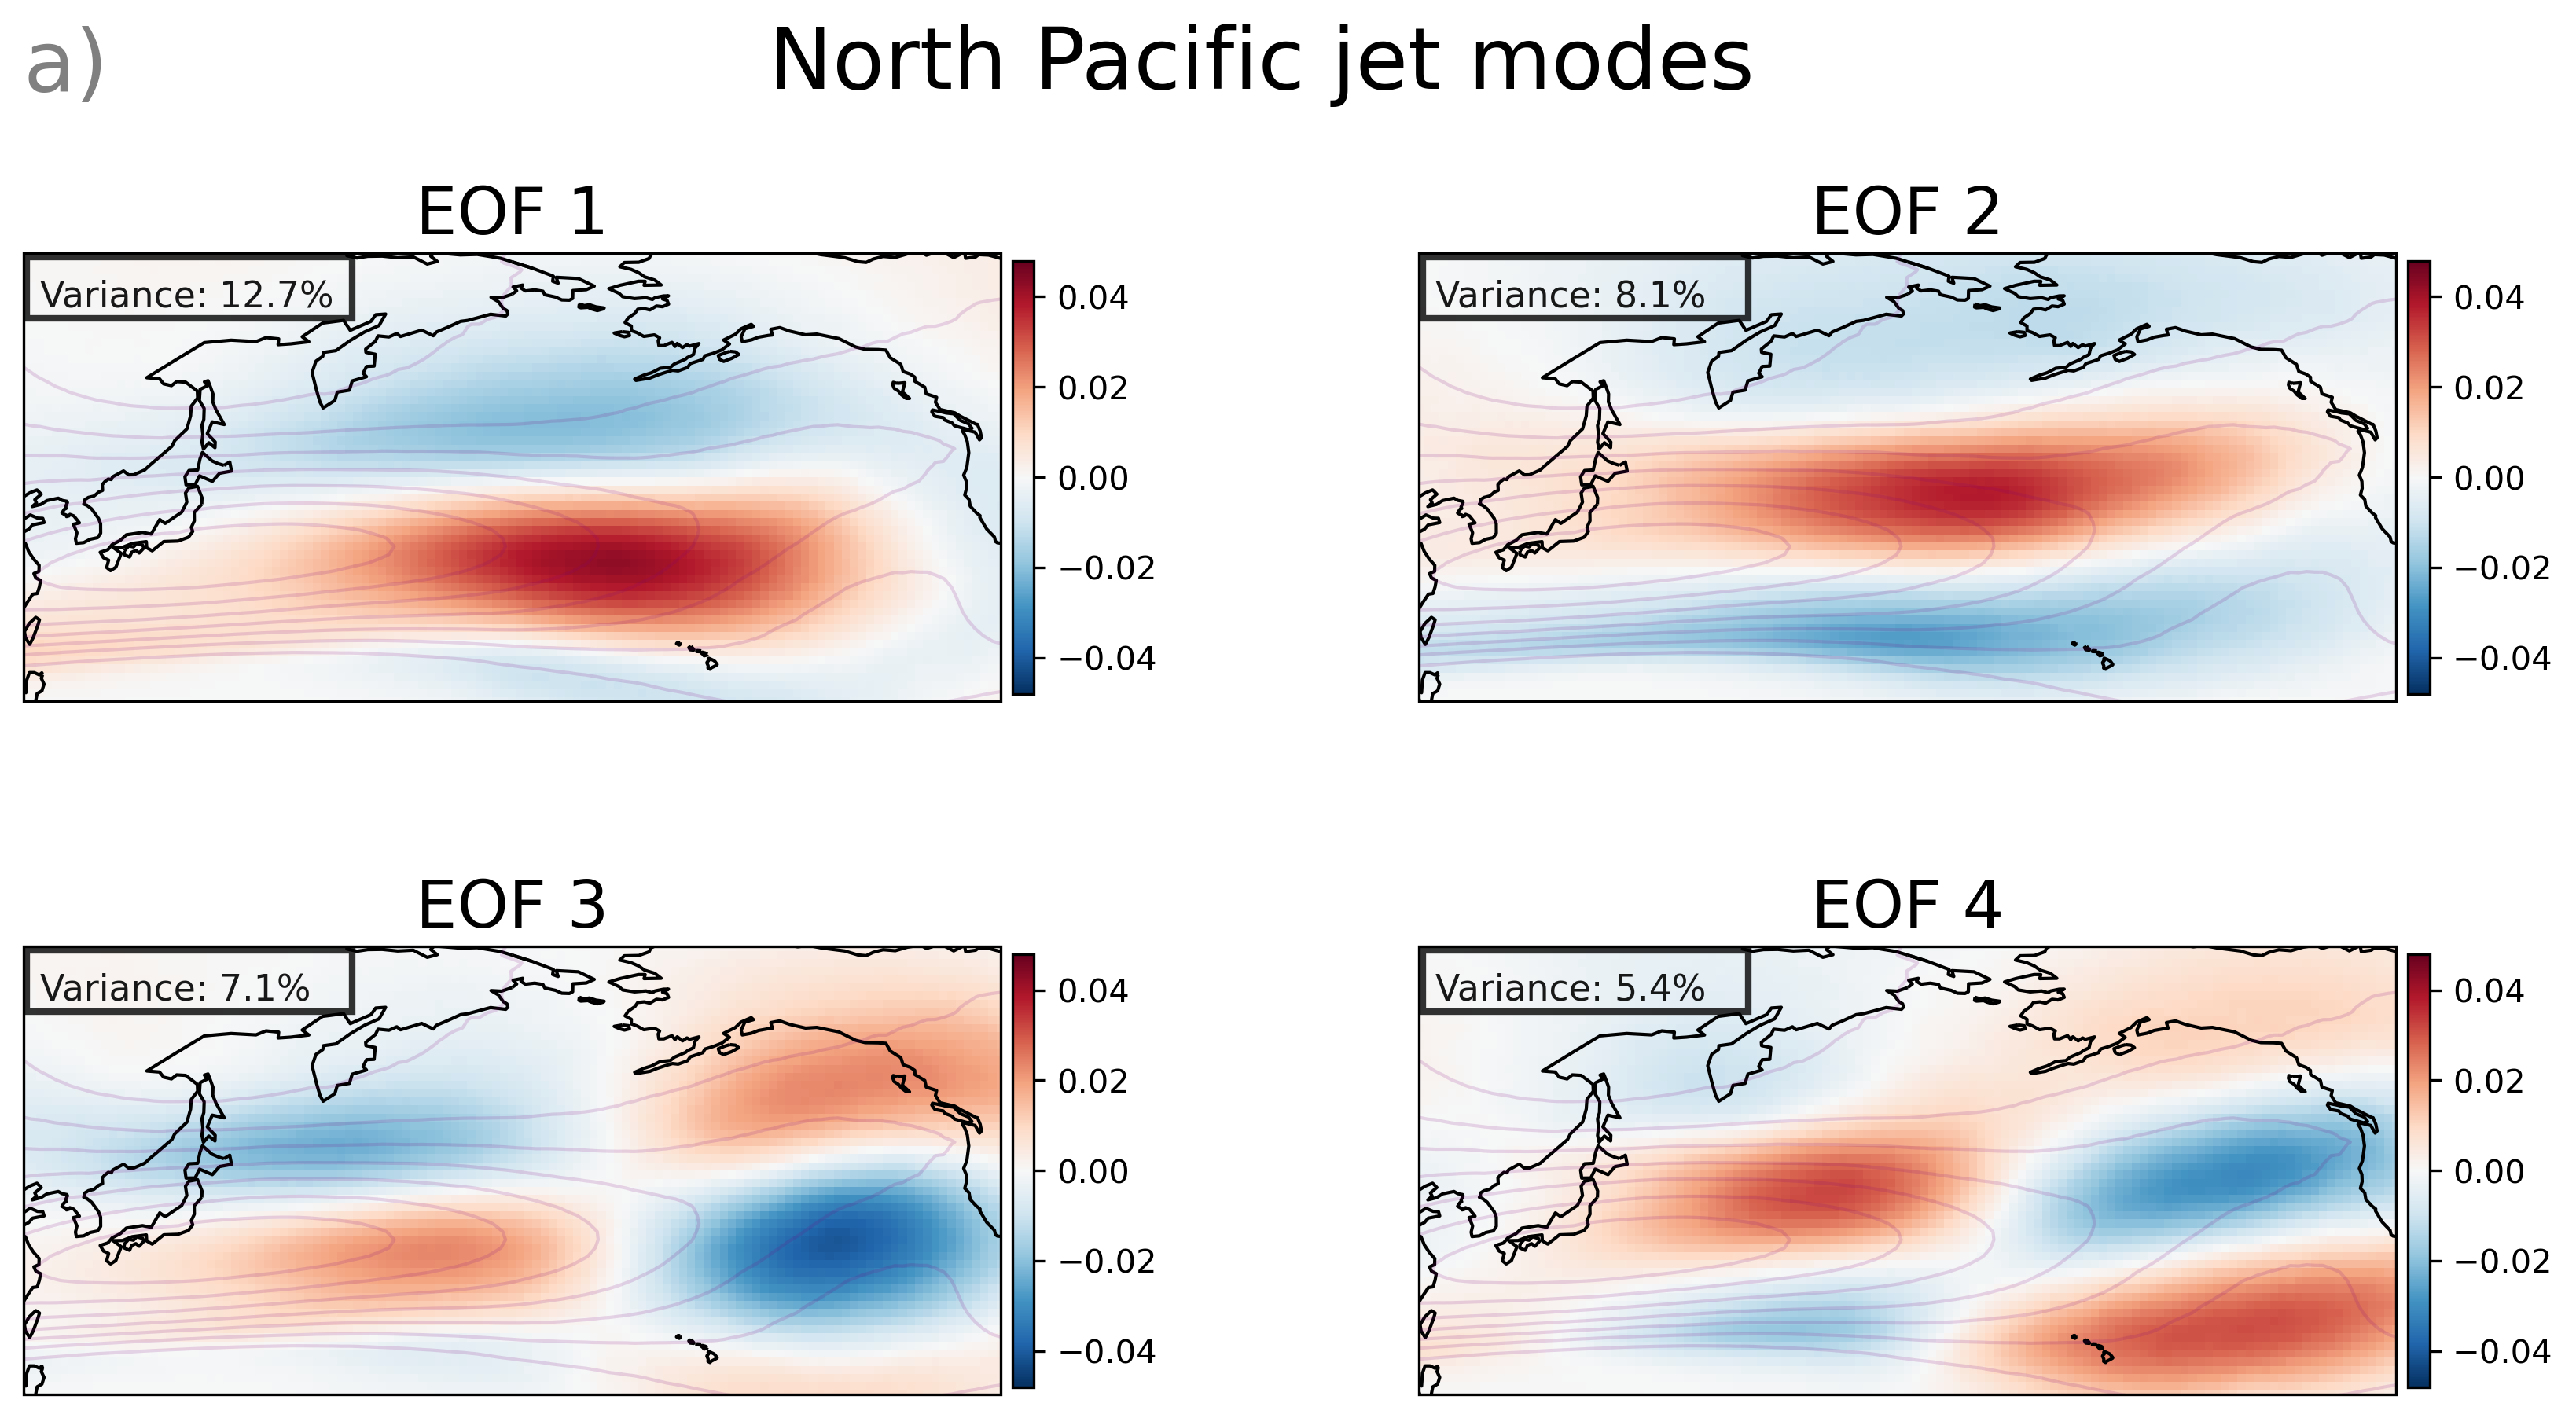 a)
North Pacific jet modes
EOF 1
Variance: 12.7%
0.04
0.02
0.00
−0.02
−0.04
EOF 2
Variance: 8.1%
0.04
0.02
0.00
−0.02
−0.04
EOF 3
Variance: 7.1%
0.04
0.02
0.00
−0.02
−0.04
EOF 4
Variance: 5.4%
0.04
0.02
0.00
−0.02
−0.04